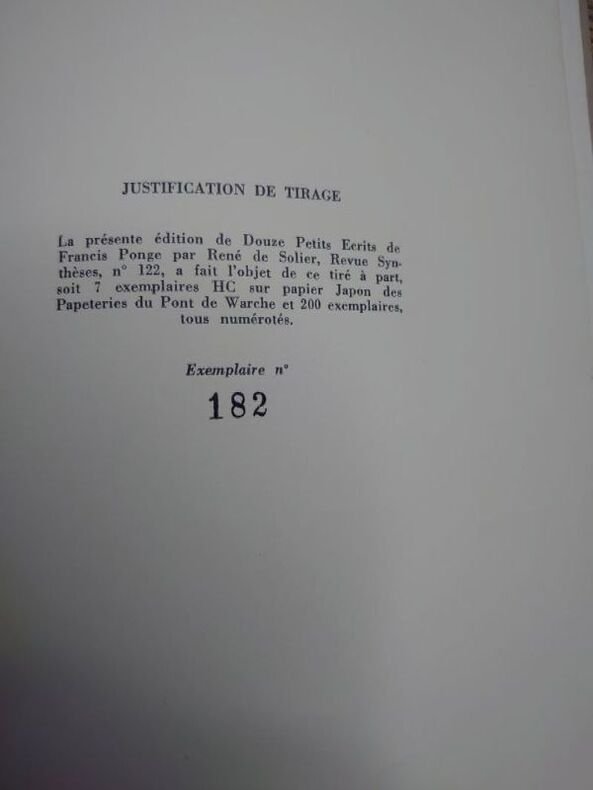 JUSTIFICATION DE TIRAGE
La présente édition de Douze Petits Ecrits de
Francis Ponge par René de Solier, Revue Syn-
thèses, n° 122, a fait l'objet de ce tiré à part,
soit 7 exemplaires HC sur papier Japon des
Papeteries du Pont de Warche et 200 exemplaires,
tous numérotés.
Exemplaire n°
182